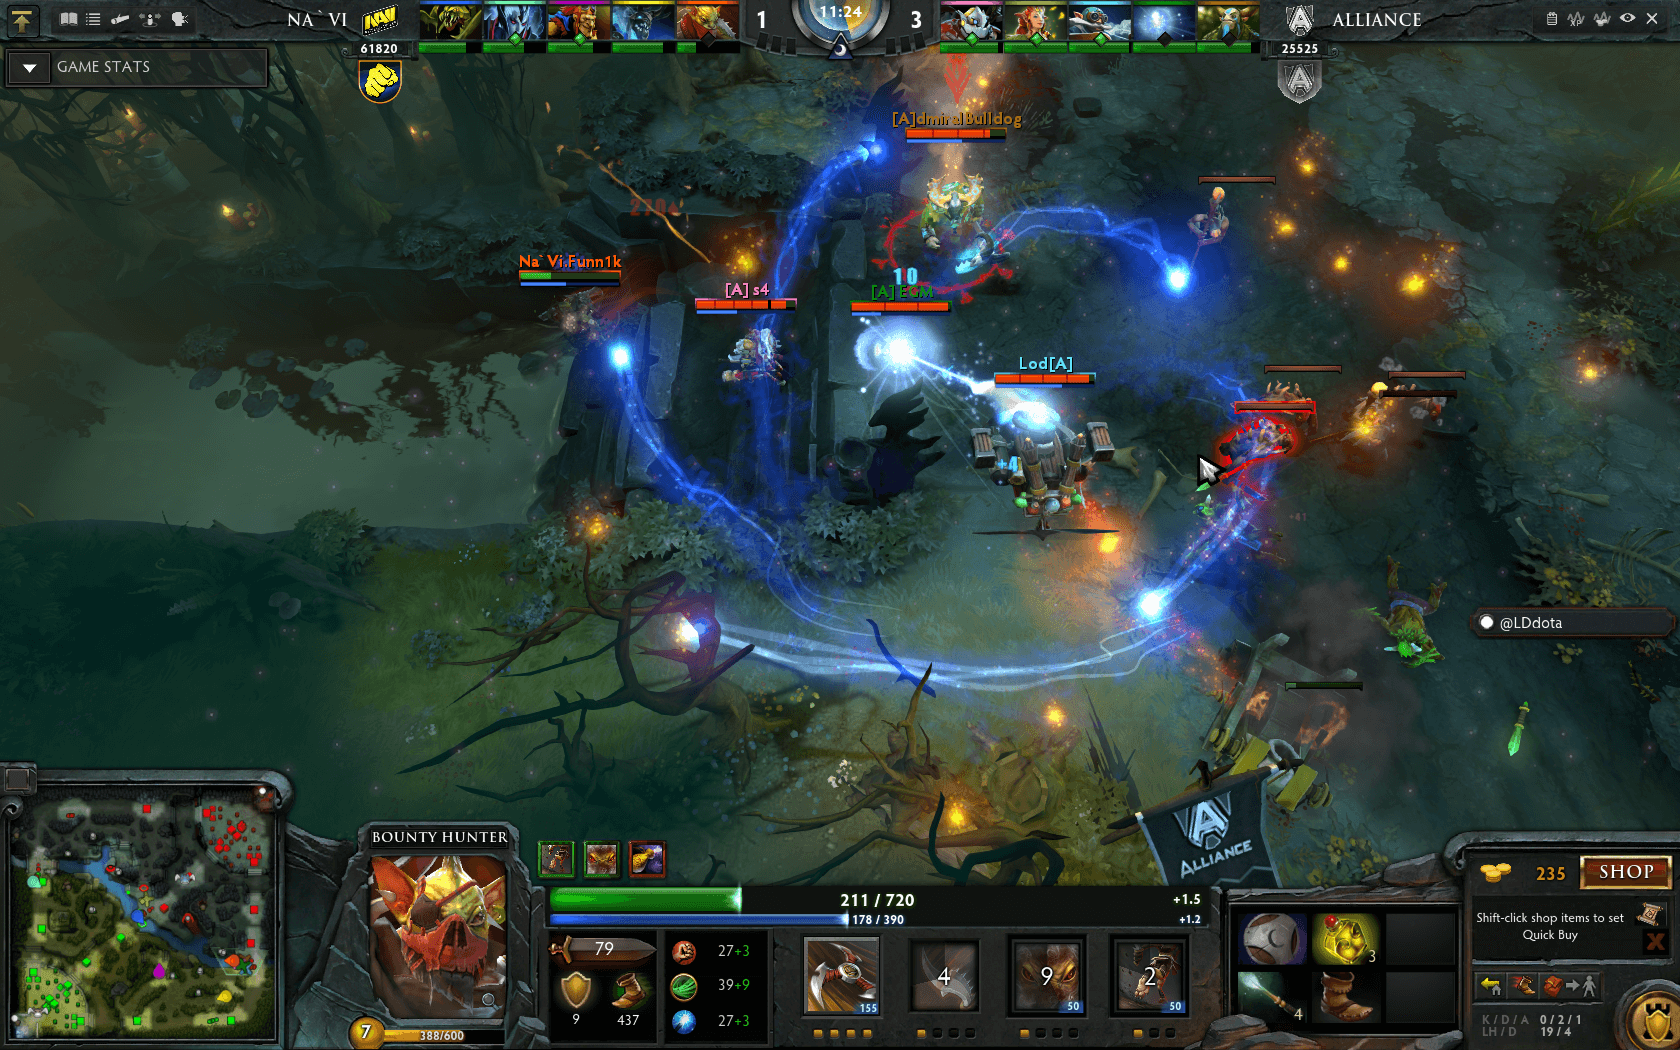 NA`VI
1
11:24
3
ALLIANCE
61820
25525
GAME STATS
[A]dmiralBulldog
Na`Vi.Funn1k
[A] s4
10
[A] EGM
Lod[A]
+4
@LDdota
ALLIANCE
BOUNTY HUNTER
211 / 720
+1.5
178 / 390
+1.2
79
9
437
27+3
39+9
27+3
155
4
9
50
2
50
7
388/600
3
4
235
SHOP
Shift-click shop items to set
Quick Buy
K / D / A 0 / 2 / 1
LH / D 19 / 4